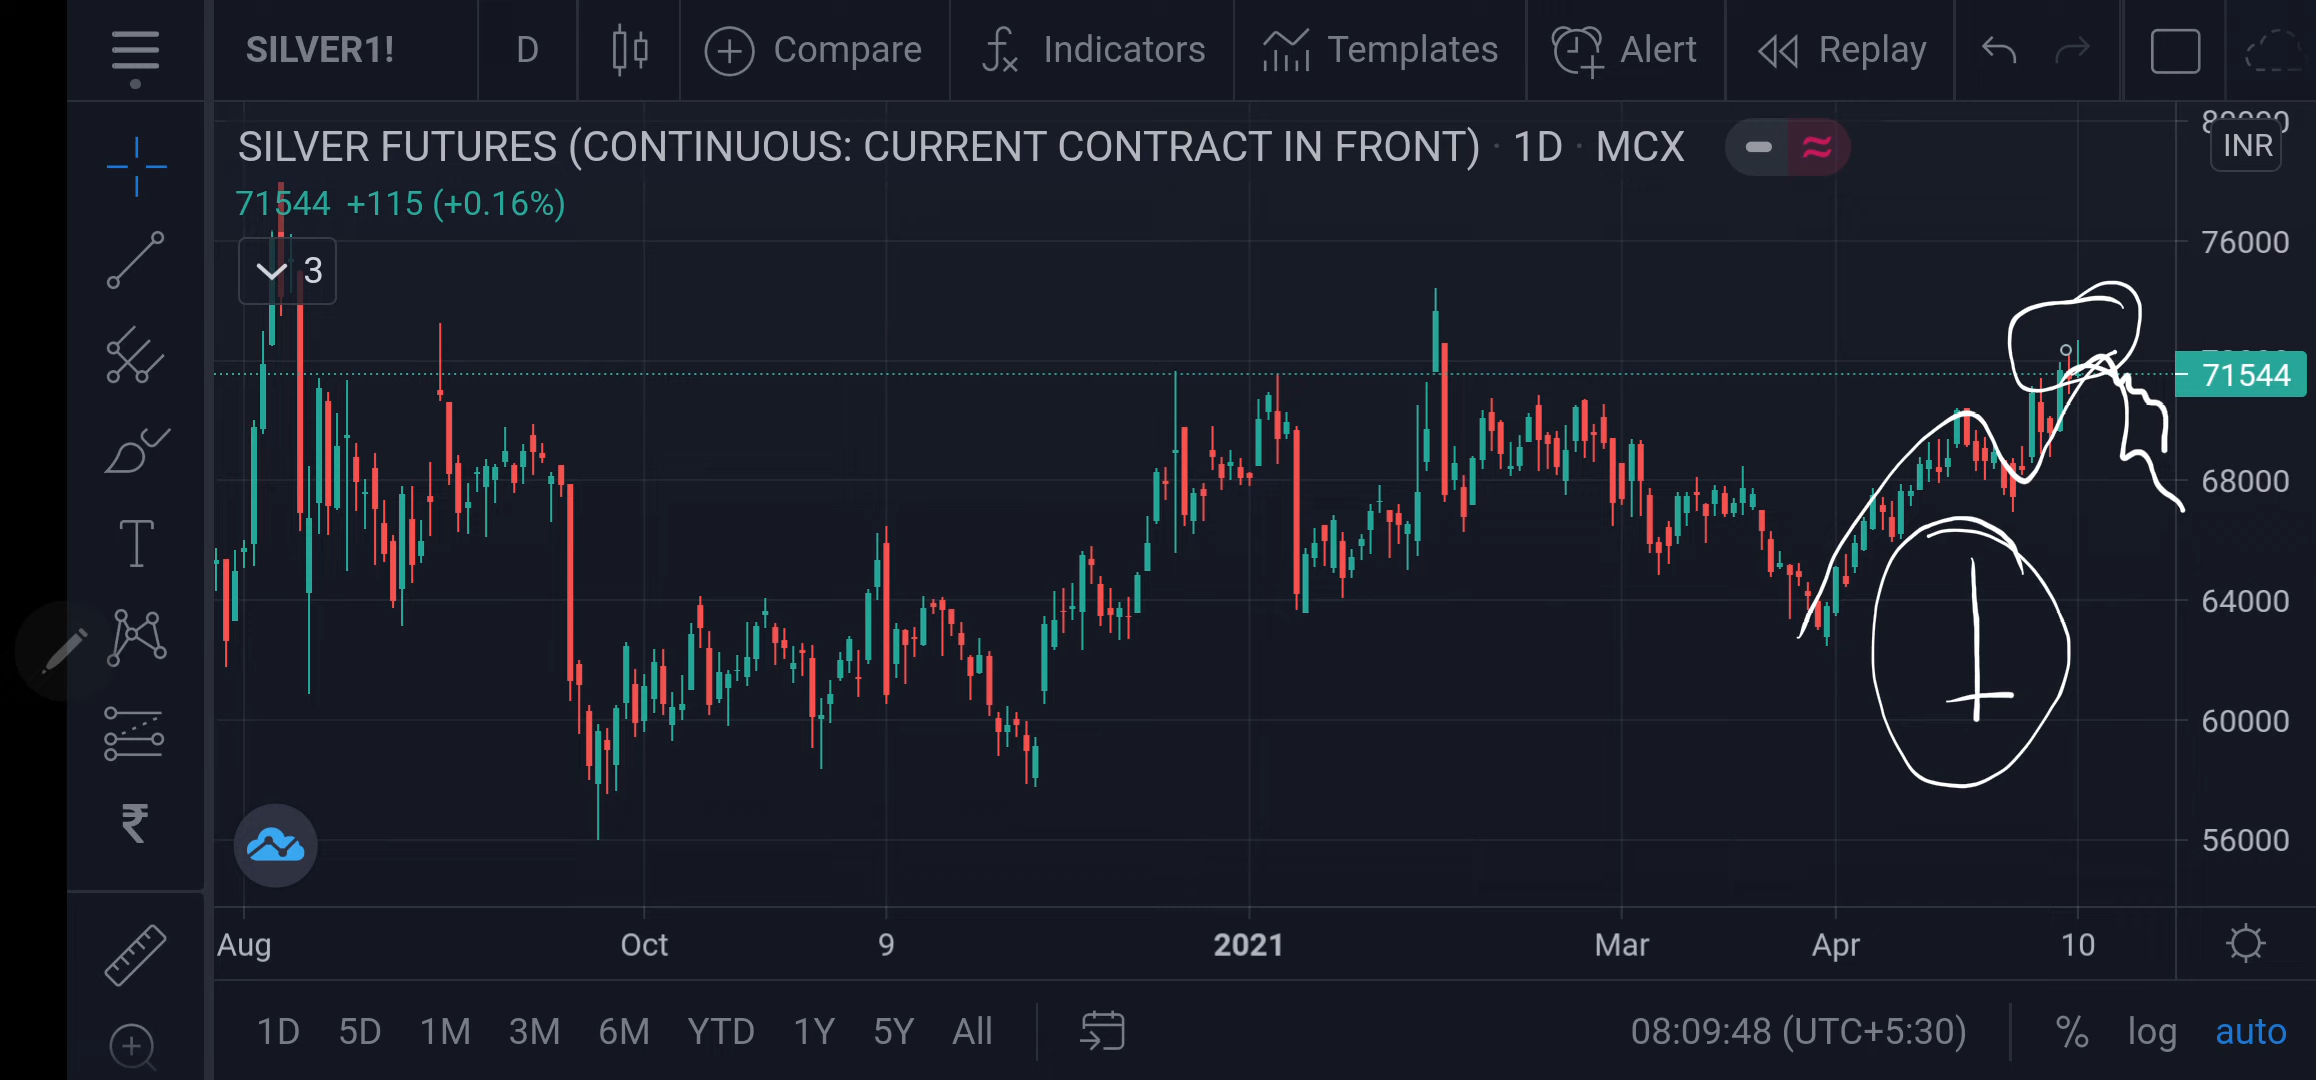 SILVER1! D Compare Indicators Templates Alert Replay
SILVER FUTURES (CONTINUOUS: CURRENT CONTRACT IN FRONT) · 1D · MCX
71544 +115 (+0.16%)
3
INR
76000
71544
68000
64000
60000
56000
Aug Oct 9 2021 Mar Apr 10
1D 5D 1M 3M 6M YTD 1Y 5Y All
08:09:48 (UTC+5:30) % log auto